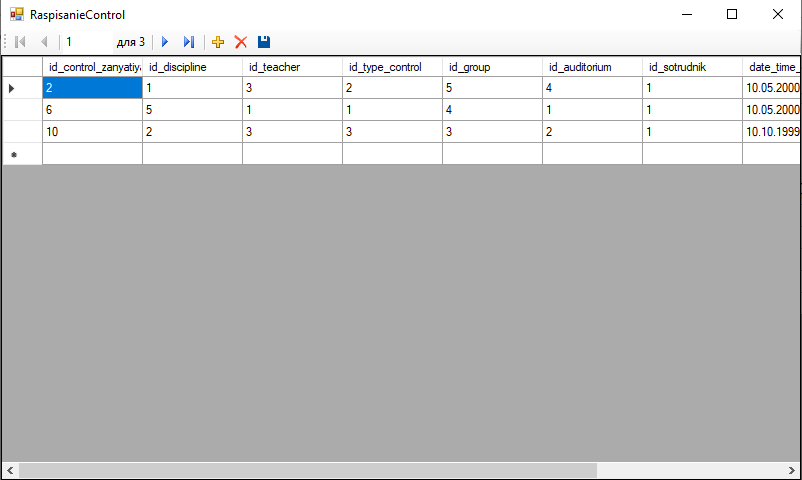 RaspisanieControl
1 для 3
id_control_zanyatiya id_discipline id_teacher id_type_control id_group id_auditorium id_sotrudnik date_time_
2 1 3 2 5 4 1 10.05.2000
6 5 1 1 4 1 1 10.05.2000
10 2 3 3 3 2 1 10.10.1999